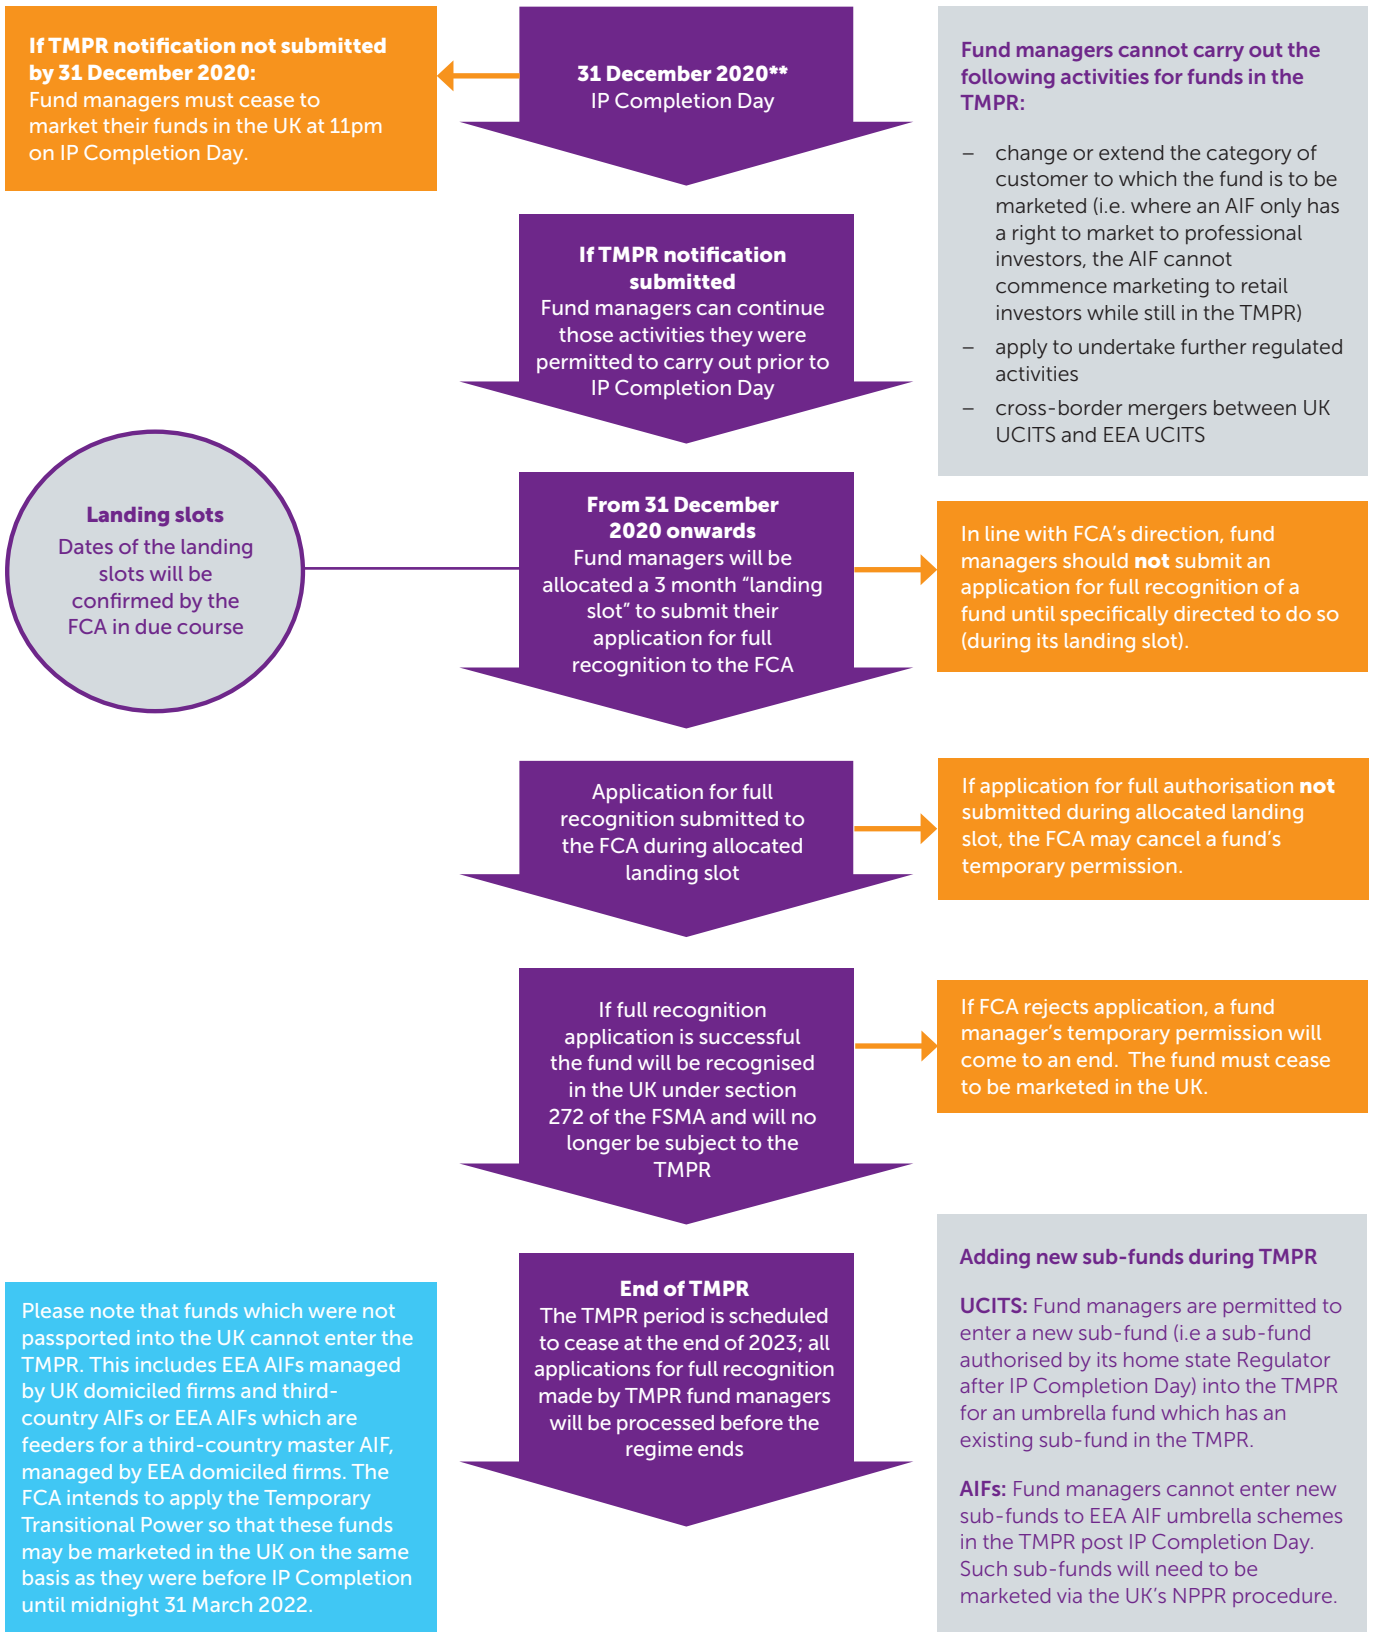 If TMPR notification not submitted
by 31 December 2020:
Fund managers must cease to
market their funds in the UK at 11pm
on IP Completion Day.
31 December 2020**
IP Completion Day
Fund managers cannot carry out the
following activities for funds in the
TMPR:
– change or extend the category of
customer to which the fund is to be
marketed (i.e. where an AIF only has
a right to market to professional
investors, the AIF cannot
commence marketing to retail
investors while still in the TMPR)
– apply to undertake further regulated
activities
– cross-border mergers between UK
UCITS and EEA UCITS
If TMPR notification
submitted
Fund managers can continue
those activities they were
permitted to carry out prior to
IP Completion Day
Landing slots
Dates of the landing
slots will be
confirmed by the
FCA in due course
From 31 December
2020 onwards
Fund managers will be
allocated a 3 month “landing
slot” to submit their
application for full
recognition to the FCA
In line with FCA’s direction, fund
managers should not submit an
application for full recognition of a
fund until specifically directed to do so
(during its landing slot).
Application for full
recognition submitted to
the FCA during allocated
landing slot
If application for full authorisation not
submitted during allocated landing
slot, the FCA may cancel a fund’s
temporary permission.
If full recognition
application is successful
the fund will be recognised
in the UK under section
272 of the FSMA and will no
longer be subject to the
TMPR
If FCA rejects application, a fund
manager’s temporary permission will
come to an end. The fund must cease
to be marketed in the UK.
End of TMPR
The TMPR period is scheduled
to cease at the end of 2023; all
applications for full recognition
made by TMPR fund managers
will be processed before the
regime ends
Please note that funds which were not
passported into the UK cannot enter the
TMPR. This includes EEA AIFs managed
by UK domiciled firms and third-
country AIFs or EEA AIFs which are
feeders for a third-country master AIF,
managed by EEA domiciled firms. The
FCA intends to apply the Temporary
Transitional Power so that these funds
may be marketed in the UK on the same
basis as they were before IP Completion
until midnight 31 March 2022.
Adding new sub-funds during TMPR
UCITS: Fund managers are permitted to
enter a new sub-fund (i.e a sub-fund
authorised by its home state Regulator
after IP Completion Day) into the TMPR
for an umbrella fund which has an
existing sub-fund in the TMPR.
AIFs: Fund managers cannot enter new
sub-funds to EEA AIF umbrella schemes
in the TMPR post IP Completion Day.
Such sub-funds will need to be
marketed via the UK’s NPPR procedure.